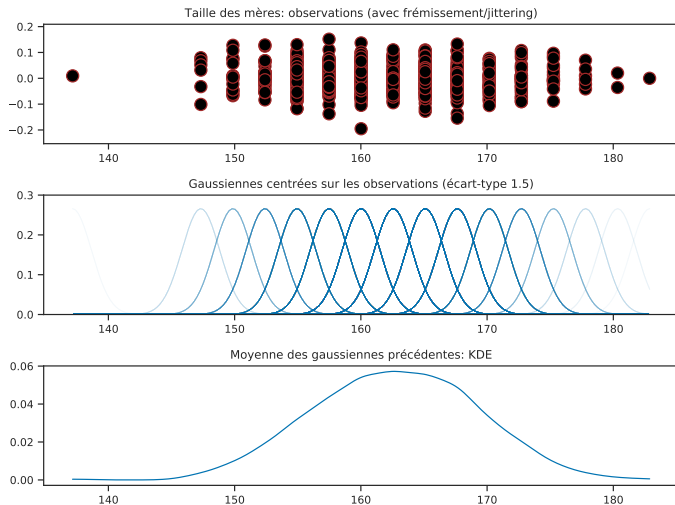 Taille des mères: observations (avec frémissement/jittering)
0.2
0.1
0.0
−0.1
−0.2
140 150 160 170 180
Gaussiennes centrées sur les observations (écart-type 1.5)
0.3
0.2
0.1
0.0
140 150 160 170 180
Moyenne des gaussiennes précédentes: KDE
0.06
0.04
0.02
0.00
140 150 160 170 180